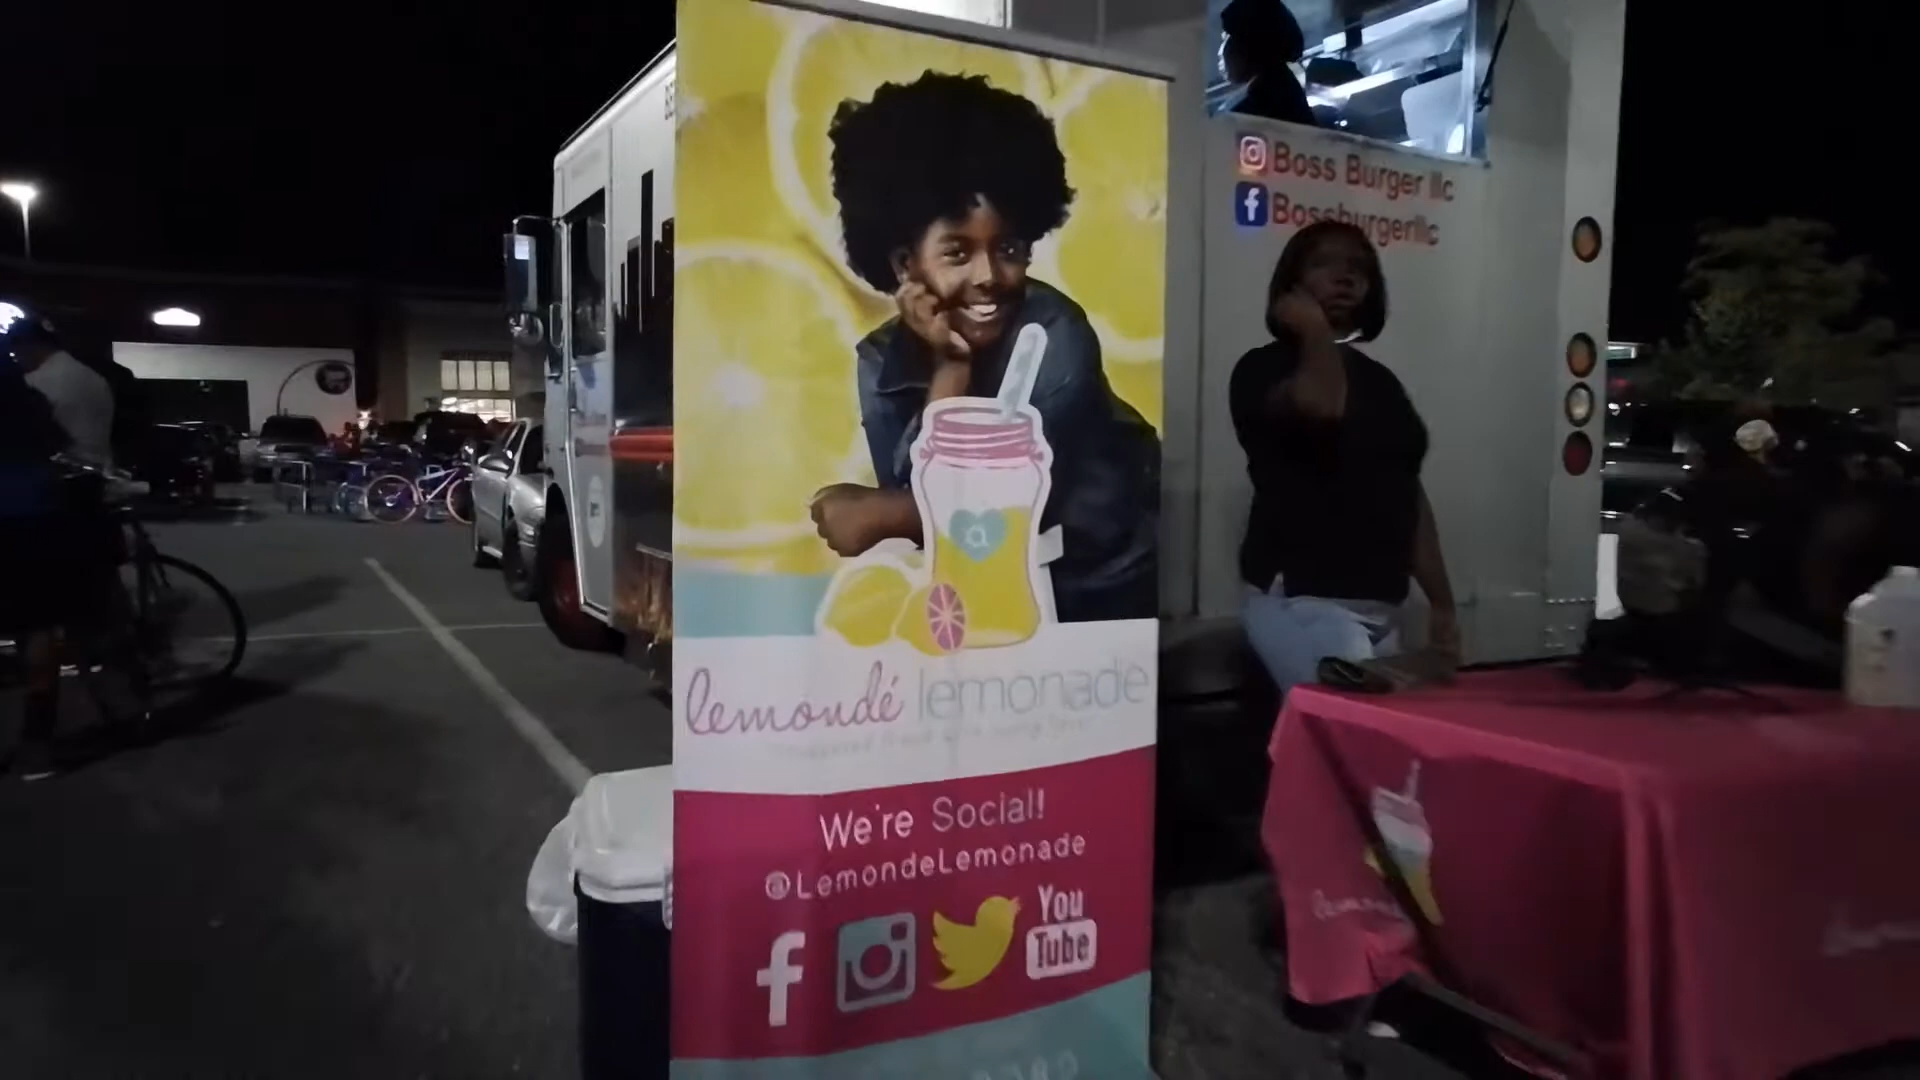 Boss Burger llc
Bossburgerllc
lemondé lemonade
We're Social!
@LemondeLemonade
You
Tube